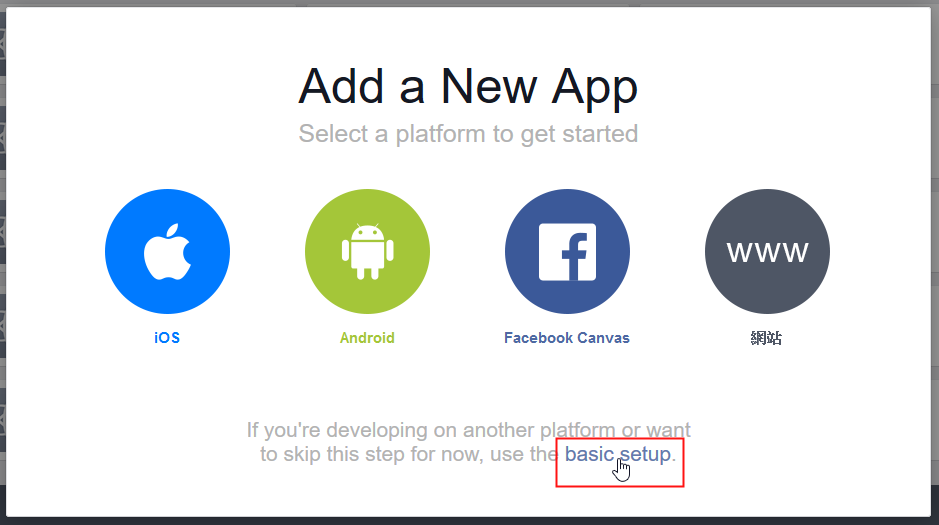 Add a New App
Select a platform to get started
www
iOS
Android
Facebook Canvas
網站
If you're developing on another platform or want
to skip this step for now, use the basic setup.